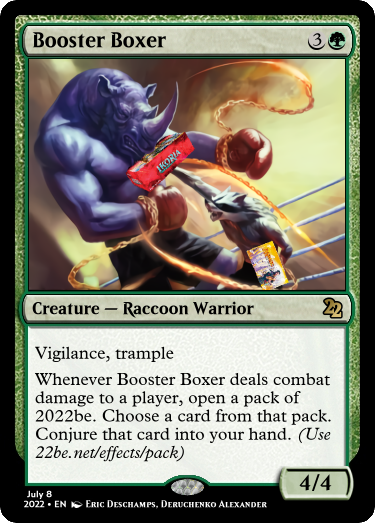 Booster Boxer 3
IKORIA
Creature — Raccoon Warrior 22
Vigilance, trample
Whenever Booster Boxer deals combat
damage to a player, open a pack of
2022be. Choose a card from that pack.
Conjure that card into your hand. (Use
22be.net/effects/pack)
4/4
July 8
2022 • EN Eric Deschamps, Deruchenko Alexander